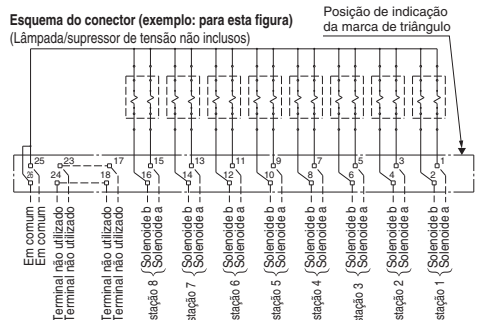 Esquema do conector (exemplo: para esta figura)
(Lâmpada/supressor de tensão não inclusos)
Posição de indicação
da marca de triângulo
25 23 17 15 13 11 9 7 5 3 1
26 24 18 16 14 12 10 8 6 4 2
Em comum
Em comum
Terminal não utilizado
Terminal não utilizado
Terminal não utilizado
Terminal não utilizado
Solenoide b
Solenoide a
stação 8
Solenoide b
Solenoide a
stação 7
Solenoide b
Solenoide a
stação 6
Solenoide b
Solenoide a
stação 5
Solenoide b
Solenoide a
stação 4
Solenoide b
Solenoide a
stação 3
Solenoide b
Solenoide a
stação 2
Solenoide b
Solenoide a
stação 1